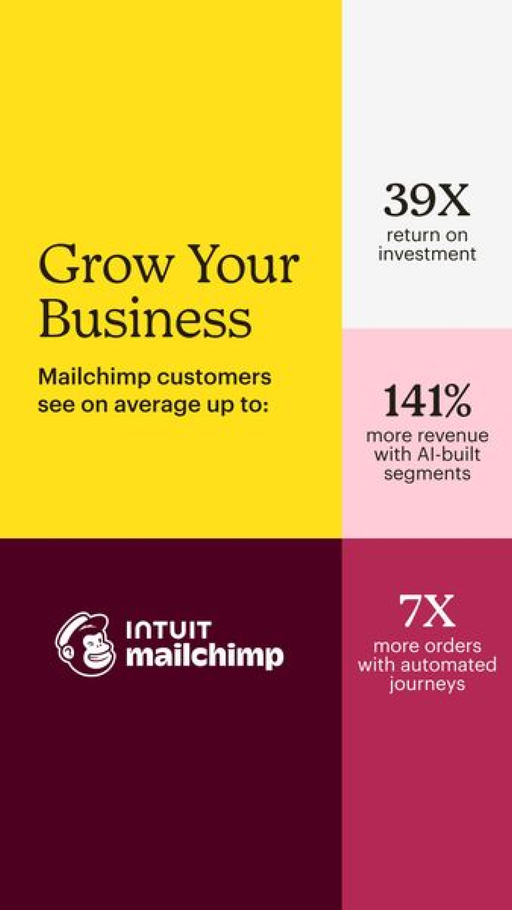 Grow Your
Business
Mailchimp customers
see on average up to:
39X
return on
investment
141%
more revenue
with AI-built
segments
7X
more orders
with automated
journeys
INTUIT
mailchimp